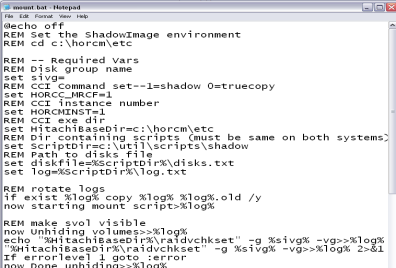 mount.bat - Notepad
File Edit Format View Help
@echo off
REM Set the ShadowImage environment
REM cd c:\horcm\etc

REM -- Required Vars
REM Disk group name
set sivg=
REM CCI Command set--1=shadow 0=truecopy
set HORCC_MRCF=1
REM CCI instance number
set HORCMINST=1
REM CCI exe dir
set HitachiBaseDir=c:\horcm\etc
REM Dir containing scripts (must be same on both systems)
set ScriptDir=c:\util\scripts\shadow
REM Path to disks file
set diskfile=%ScriptDir%\disks.txt
set log=%ScriptDir%\log.txt

REM rotate logs
if exist %log% copy %log% %log%.old /y
now starting mount script>%log%

REM make svol visible
now Unhiding volumes>>%log%
echo "%HitachiBaseDir%\raidvchkset" -g %sivg% -vg>>%log%
"%HitachiBaseDir%\raidvchkset" -g %sivg% -vg>>%log% 2>&1
If errorlevel 1 goto :error
now Done unhiding>>%log%